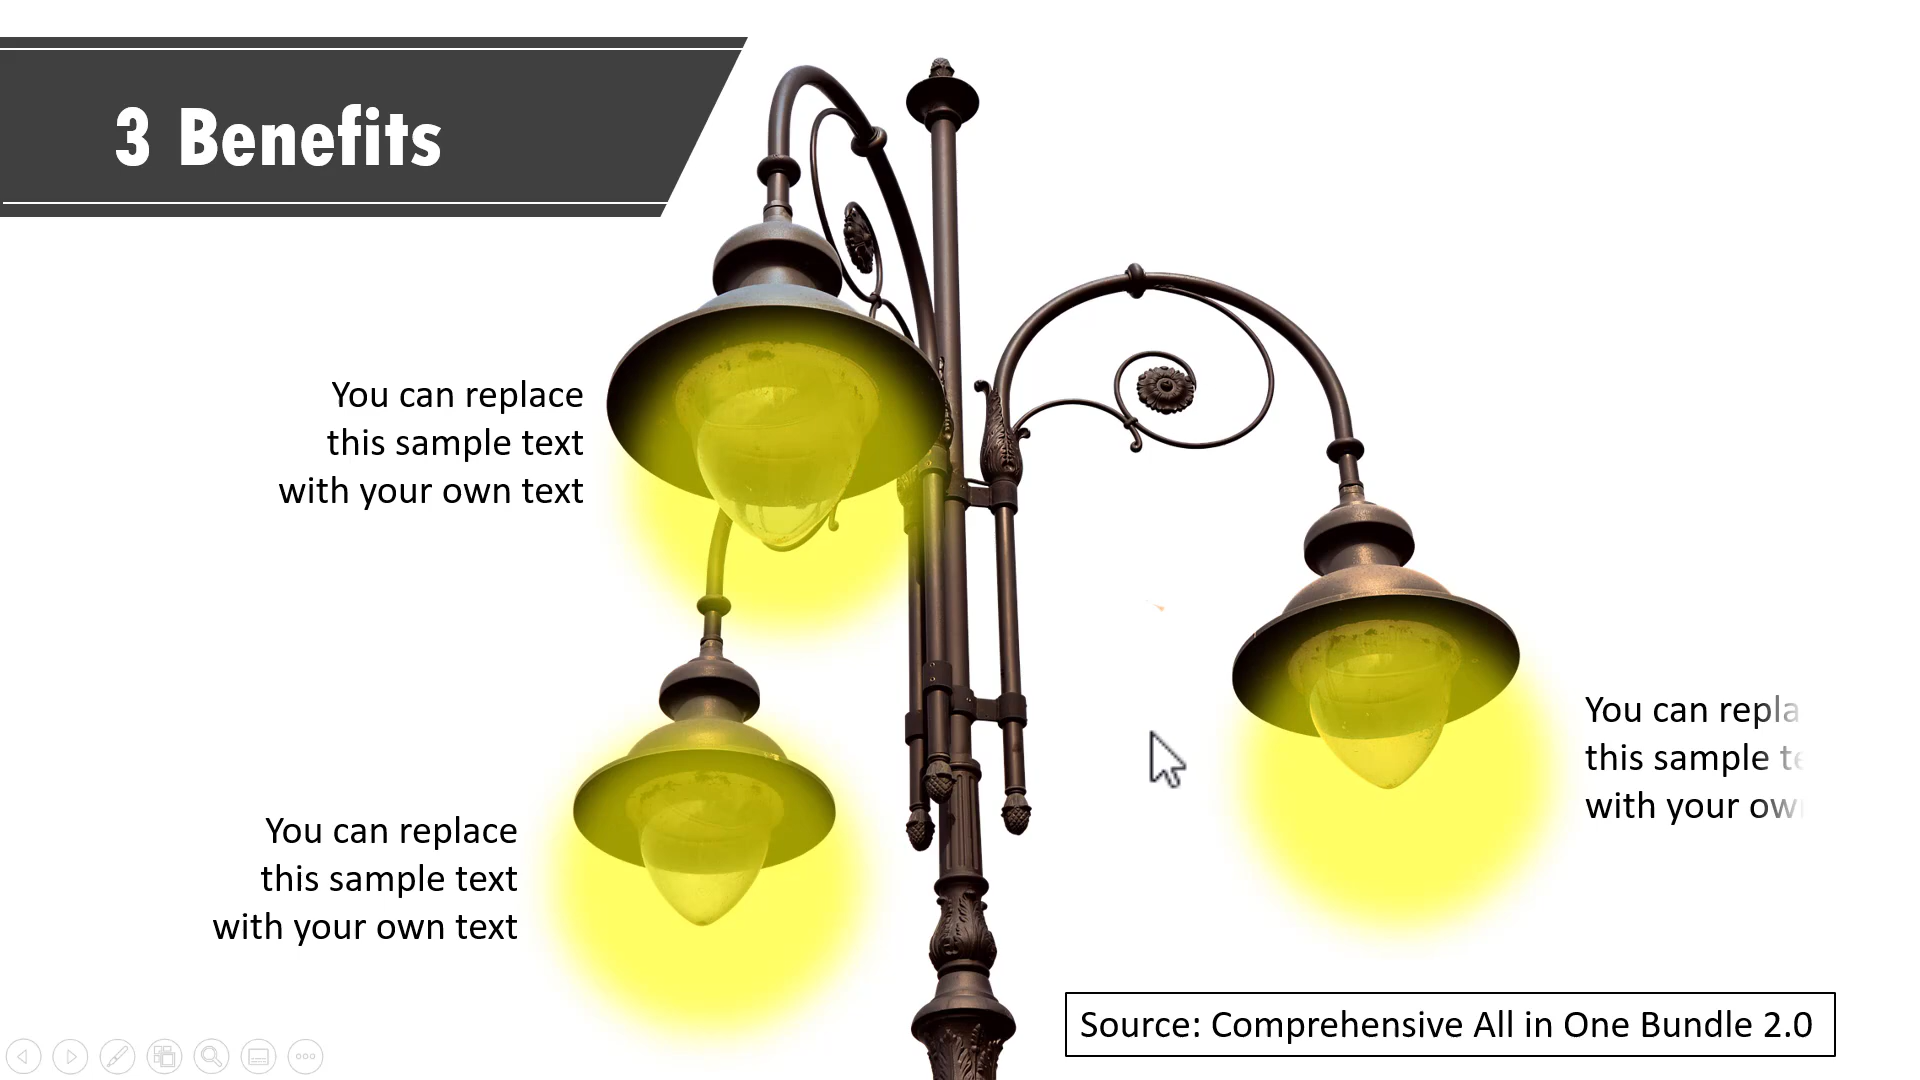 3 Benefits
You can replace
this sample text
with your own text
You can replace
this sample text
with your own text
You can repla
this sample te
with your ow
Source: Comprehensive All in One Bundle 2.0